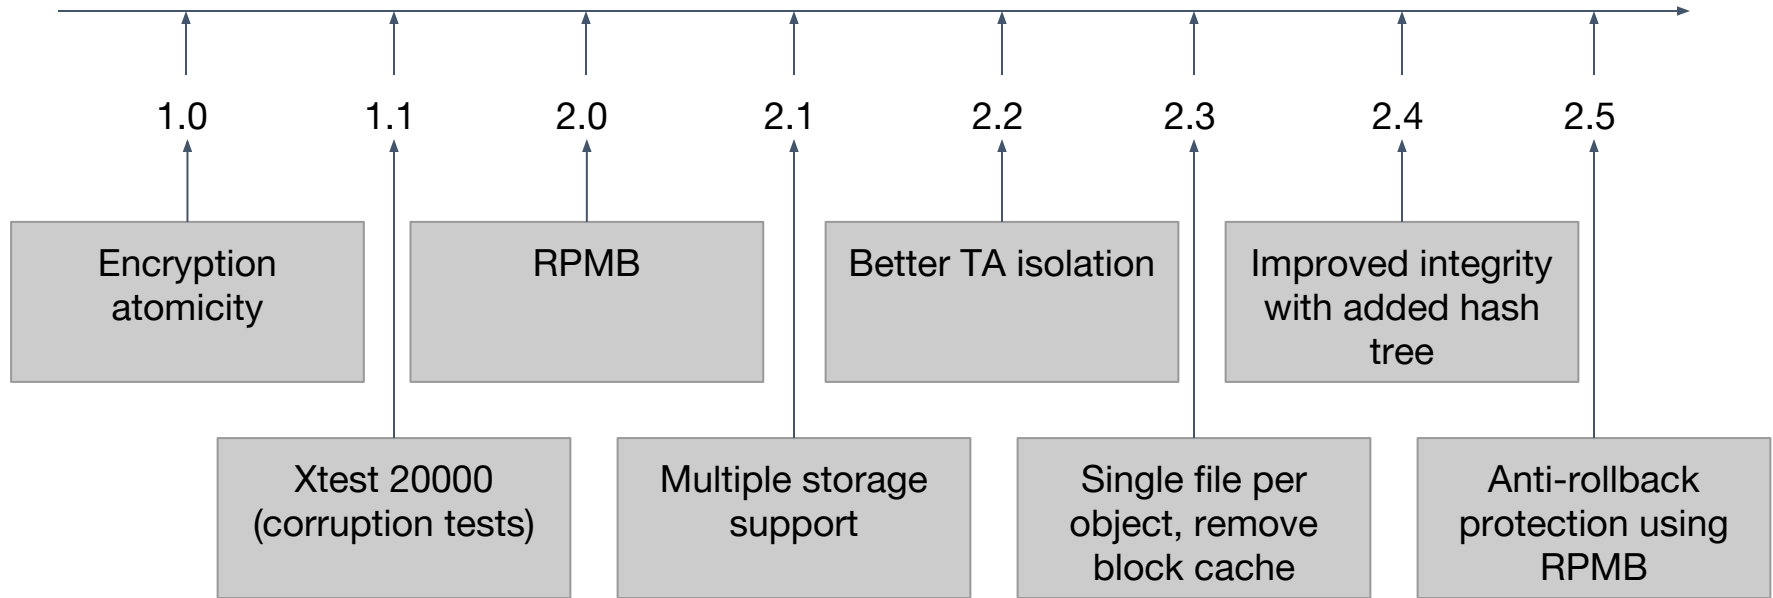 1.0 1.1 2.0 2.1 2.2 2.3 2.4 2.5
Encryption
atomicity
RPMB
Better TA isolation
Improved integrity
with added hash
tree
Xtest 20000
(corruption tests)
Multiple storage
support
Single file per
object, remove
block cache
Anti-rollback
protection using
RPMB